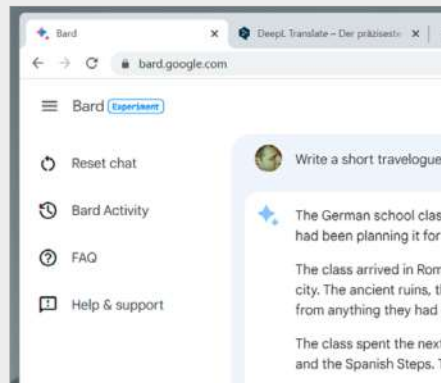 Bard
DeepL Translate – Der präziseste
bard.google.com
Bard Experiment
Reset chat
Write a short travelogue
Bard Activity
The German school clas
had been planning it for
FAQ
The class arrived in Rom
city. The ancient ruins, t
Help & support
from anything they had
The class spent the next
and the Spanish Steps. T